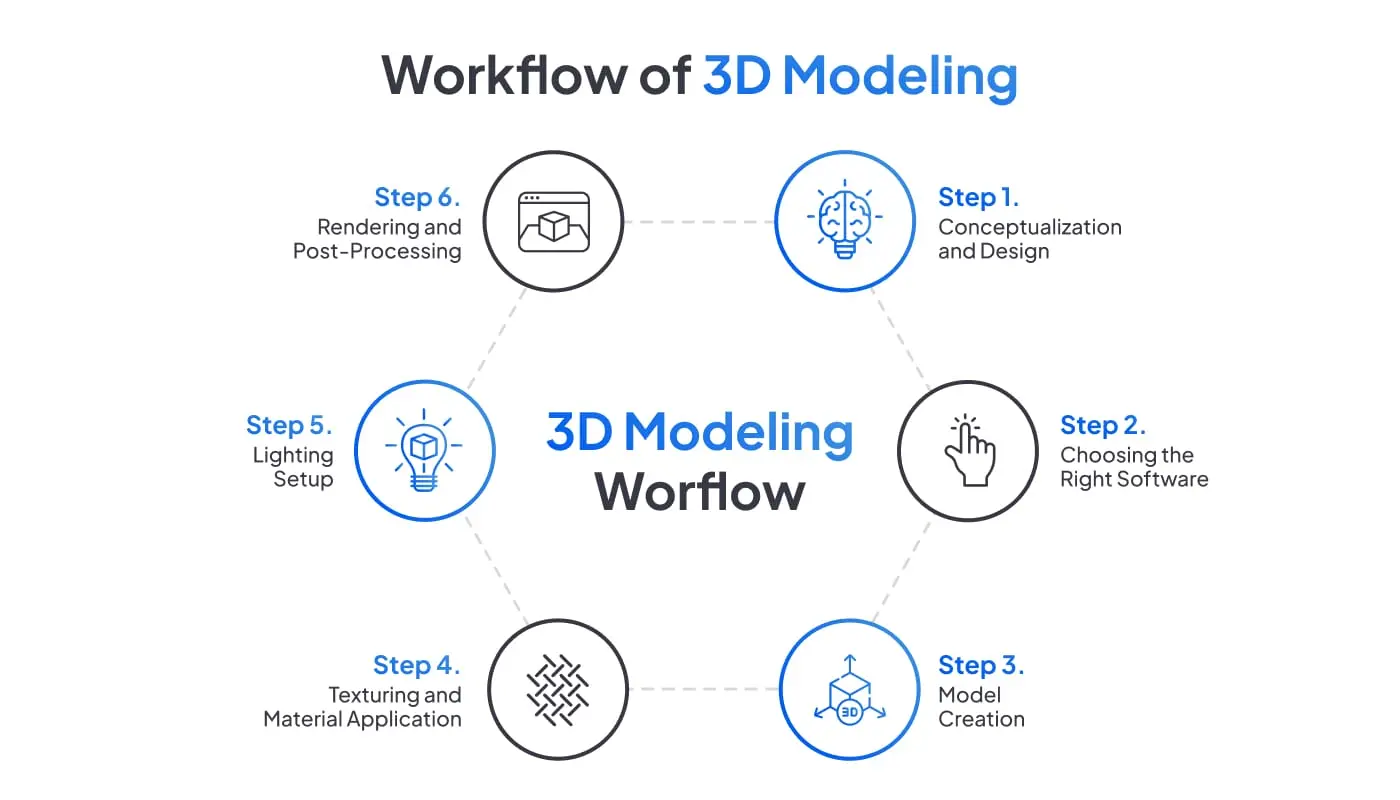 Workflow of 3D Modeling
Step 1.
Conceptualization
and Design
Step 2.
Choosing the
Right Software
Step 3.
Model
Creation
Step 4.
Texturing and
Material Application
Step 5.
Lighting
Setup
Step 6.
Rendering and
Post-Processing
3D Modeling
Worflow
3D